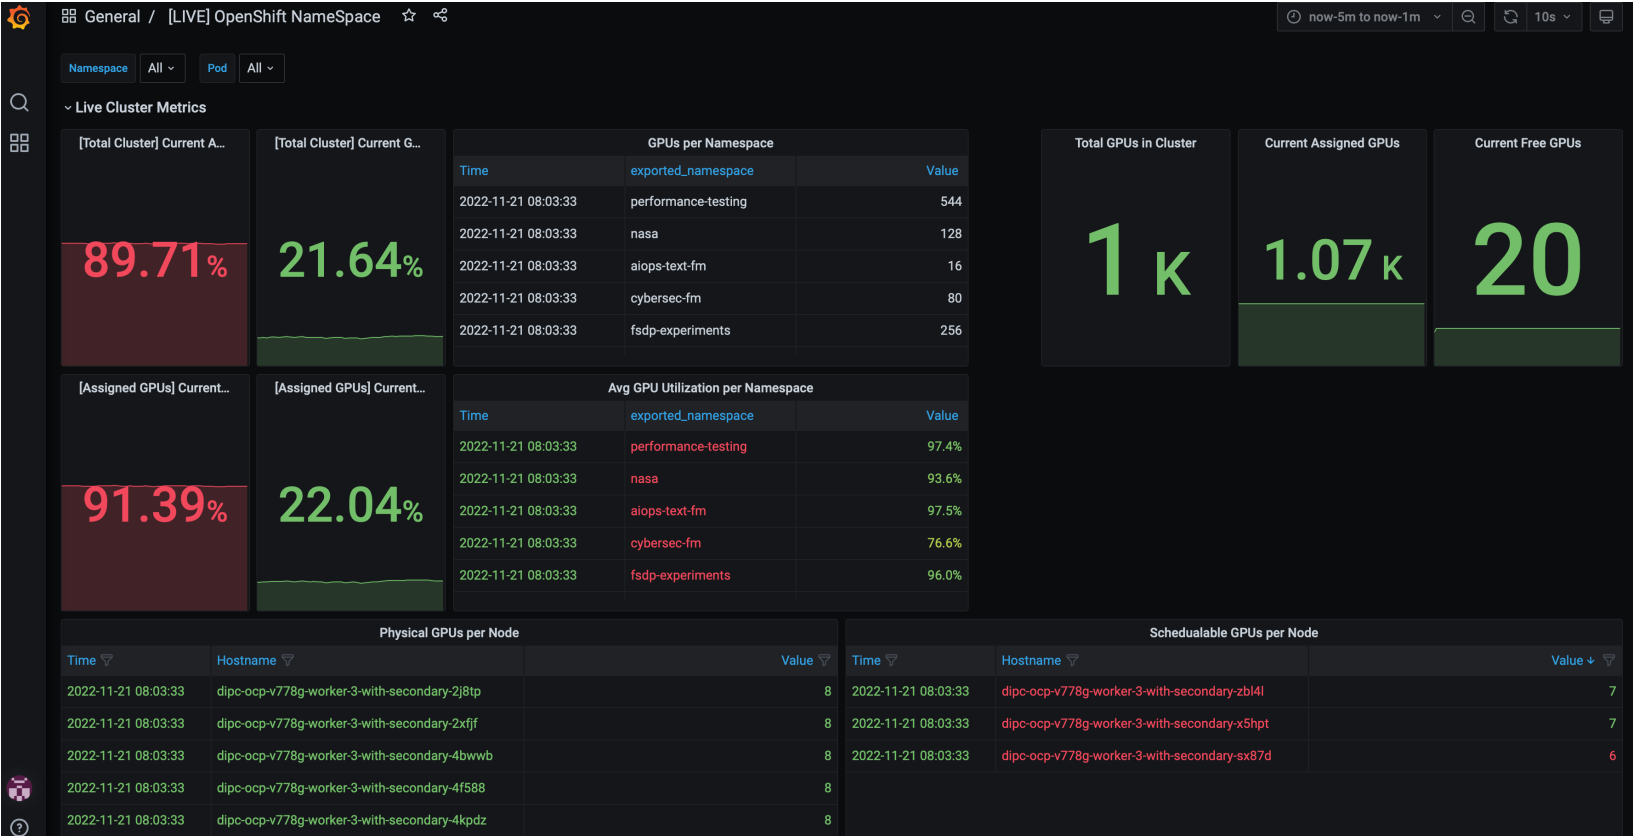 General / [LIVE] OpenShift NameSpace
now-5m to now-1m
10s
Namespace All Pod All
Live Cluster Metrics
[Total Cluster] Current A...
89.71%
[Total Cluster] Current G...
21.64%
GPUs per Namespace
Time exported_namespace Value
2022-11-21 08:03:33 performance-testing 544
2022-11-21 08:03:33 nasa 128
2022-11-21 08:03:33 aiops-text-fm 16
2022-11-21 08:03:33 cybersec-fm 80
2022-11-21 08:03:33 fsdp-experiments 256
Total GPUs in Cluster
1 K
Current Assigned GPUs
1.07 K
Current Free GPUs
20
[Assigned GPUs] Current...
91.39%
[Assigned GPUs] Current...
22.04%
Avg GPU Utilization per Namespace
Time exported_namespace Value
2022-11-21 08:03:33 performance-testing 97.4%
2022-11-21 08:03:33 nasa 93.6%
2022-11-21 08:03:33 aiops-text-fm 97.5%
2022-11-21 08:03:33 cybersec-fm 76.6%
2022-11-21 08:03:33 fsdp-experiments 96.0%
Physical GPUs per Node
Time Hostname Value
2022-11-21 08:03:33 dipc-ocp-v778g-worker-3-with-secondary-2j8tp 8
2022-11-21 08:03:33 dipc-ocp-v778g-worker-3-with-secondary-2xfjf 8
2022-11-21 08:03:33 dipc-ocp-v778g-worker-3-with-secondary-4bwwb 8
2022-11-21 08:03:33 dipc-ocp-v778g-worker-3-with-secondary-4f588 8
2022-11-21 08:03:33 dipc-ocp-v778g-worker-3-with-secondary-4kpdz 8
Schedualable GPUs per Node
Time Hostname Value
2022-11-21 08:03:33 dipc-ocp-v778g-worker-3-with-secondary-zbl4l 7
2022-11-21 08:03:33 dipc-ocp-v778g-worker-3-with-secondary-x5hpt 7
2022-11-21 08:03:33 dipc-ocp-v778g-worker-3-with-secondary-sx87d 6